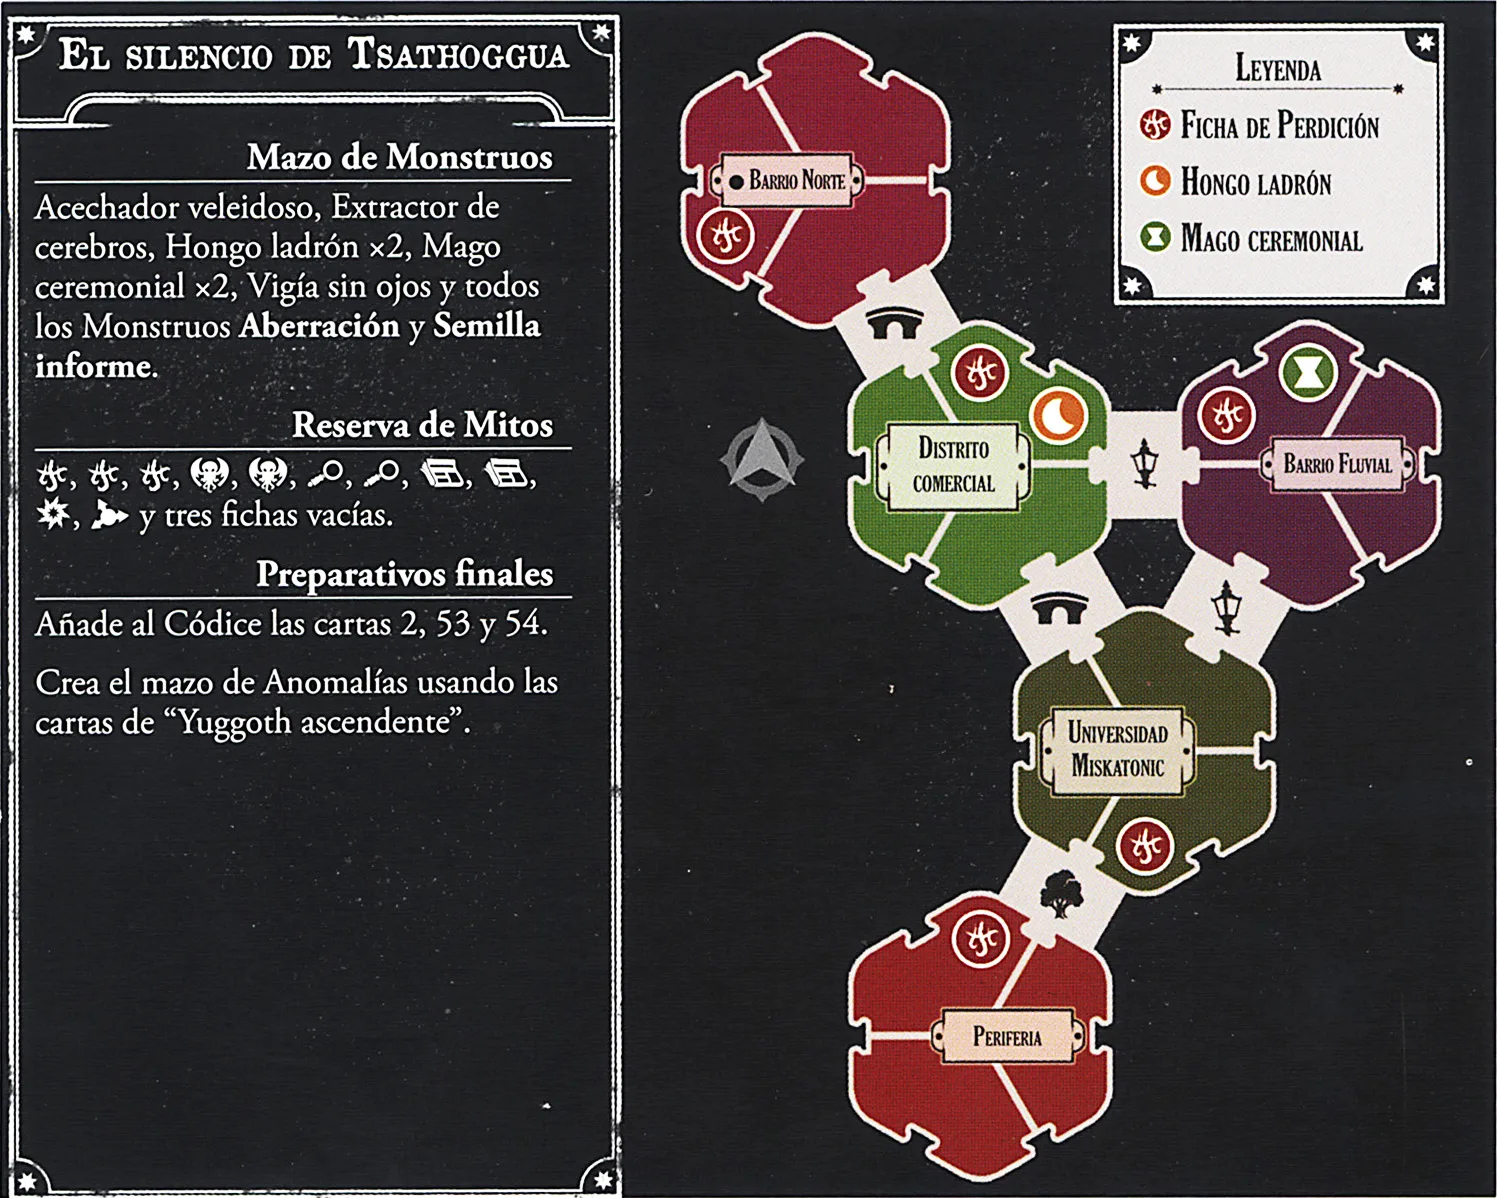 El silencio de Tsathoggua
Mazo de Monstruos
Acechador veleidoso, Extractor de
cerebros, Hongo ladrón ×2, Mago
ceremonial ×2, Vigía sin ojos y todos
los Monstruos Aberración y Semilla
informe.
Reserva de Mitos
, , , , , , , , ,
, y tres fichas vacías.
Preparativos finales
Añade al Códice las cartas 2, 53 y 54.
Crea el mazo de Anomalías usando las
cartas de “Yuggoth ascendente”.
Leyenda
Ficha de Perdición
Hongo ladrón
Mago ceremonial
Barrio Norte
Distrito
comercial
Barrio Fluvial
Universidad
Miskatonic
Periferia